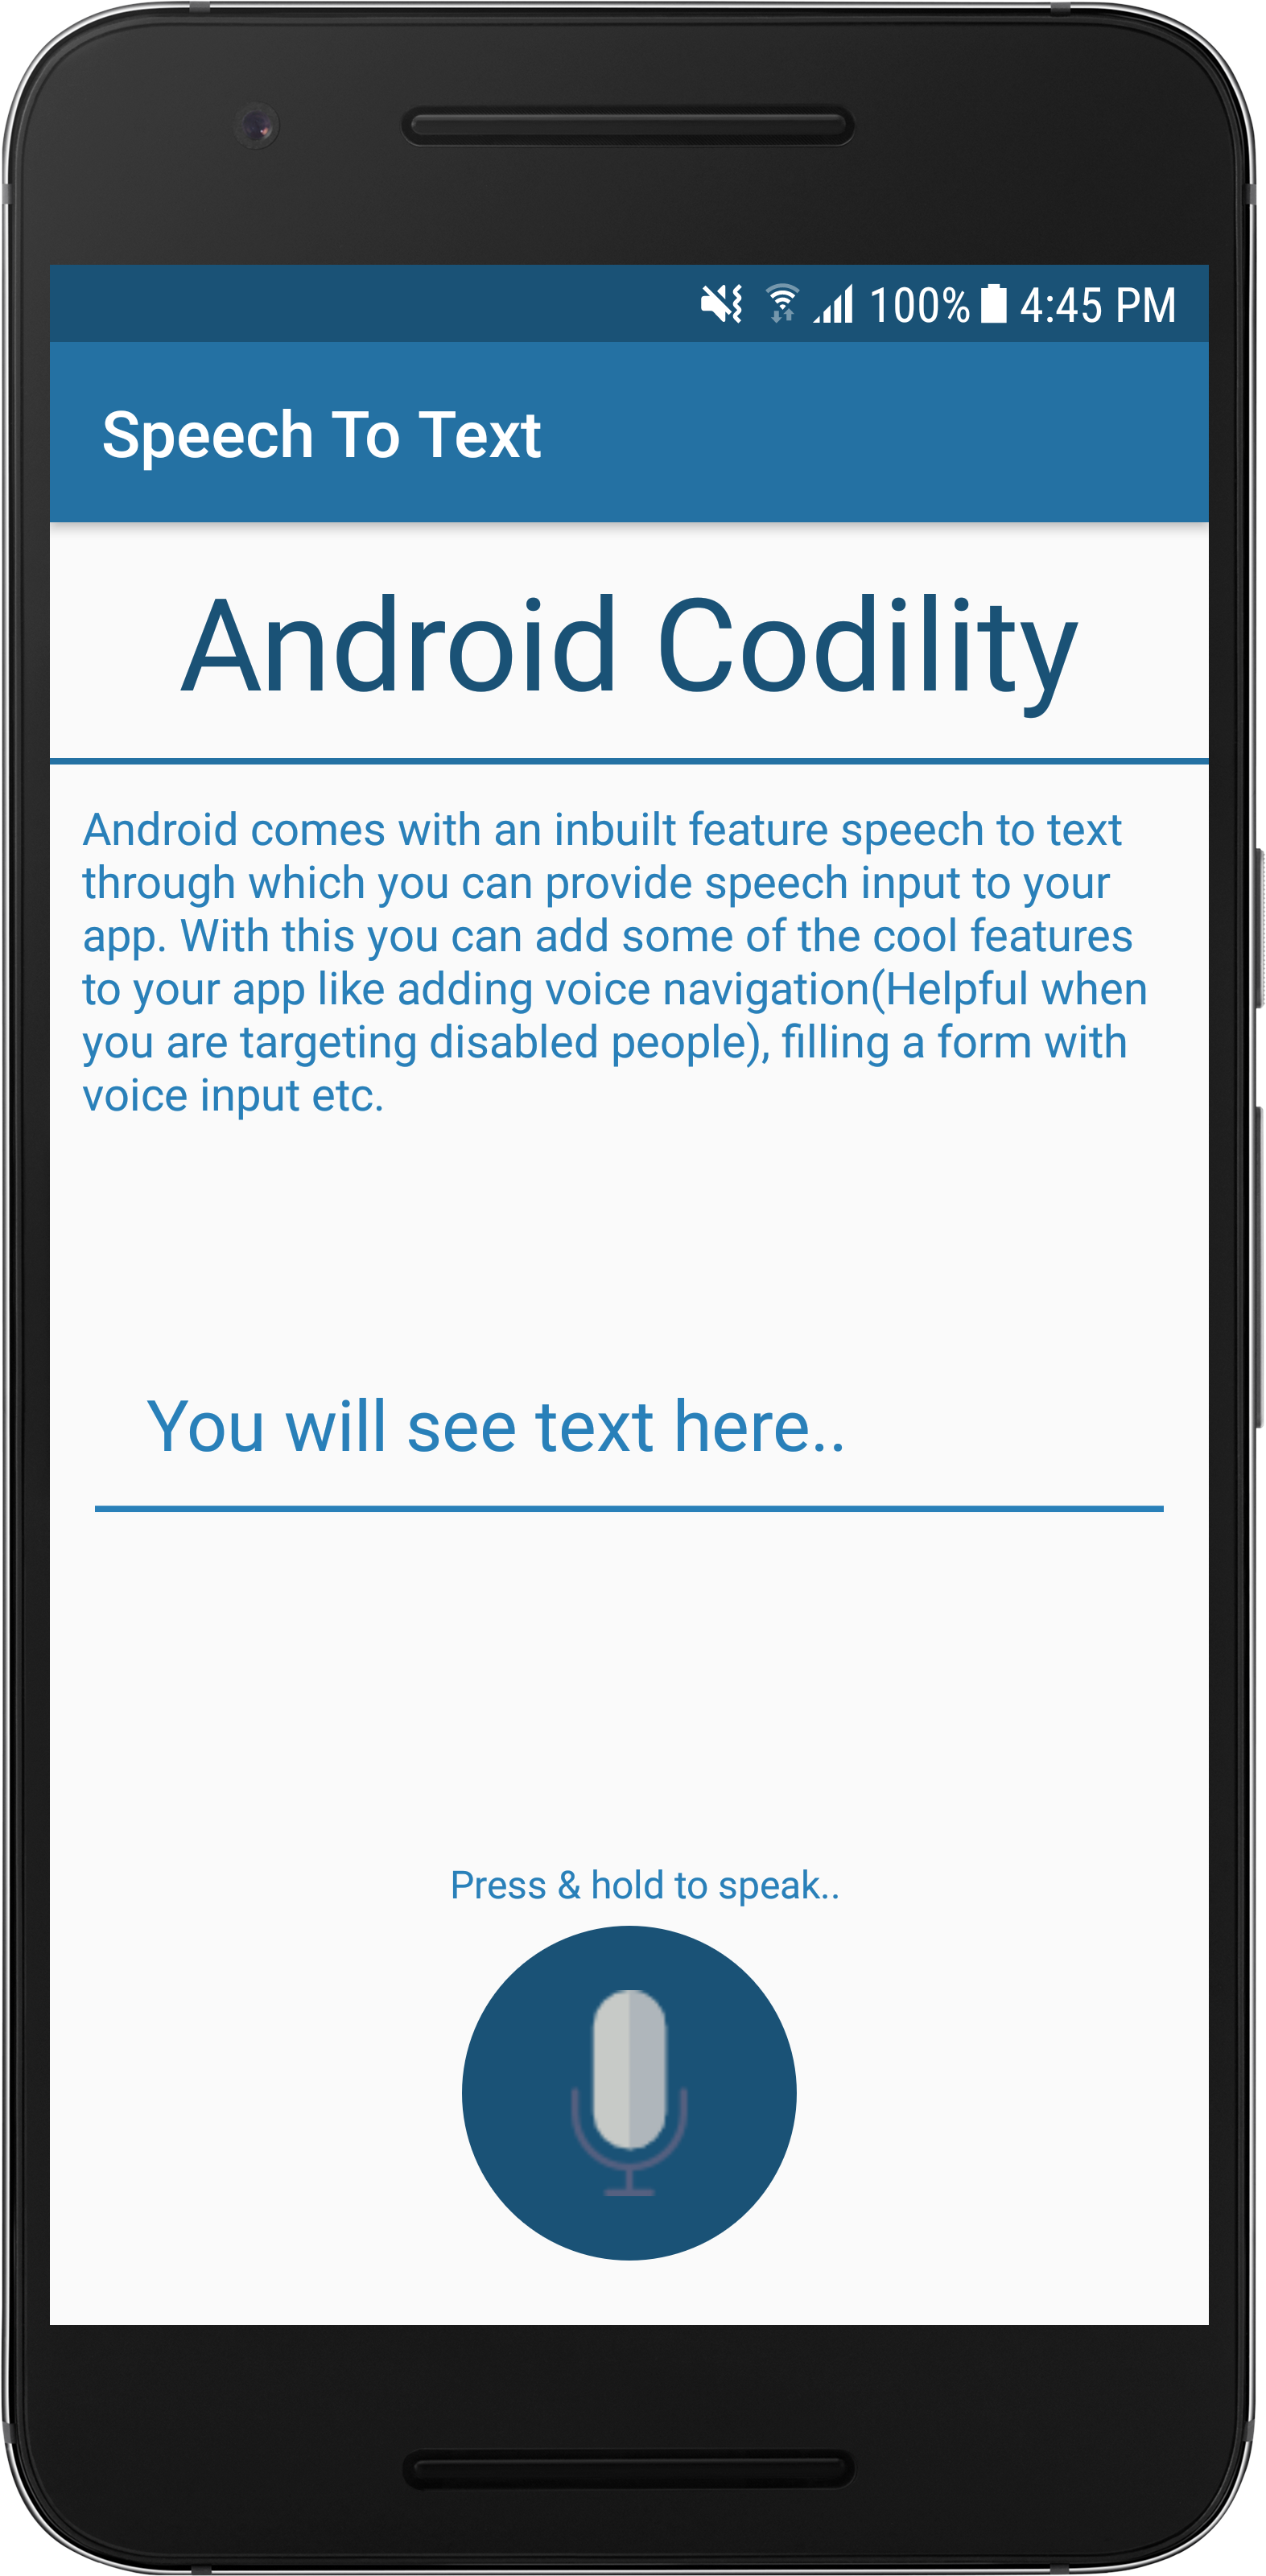 100% 4:45 PM
Speech To Text
Android Codility
Android comes with an inbuilt feature speech to text
through which you can provide speech input to your
app. With this you can add some of the cool features
to your app like adding voice navigation(Helpful when
you are targeting disabled people), filling a form with
voice input etc.
You will see text here..
Press & hold to speak..